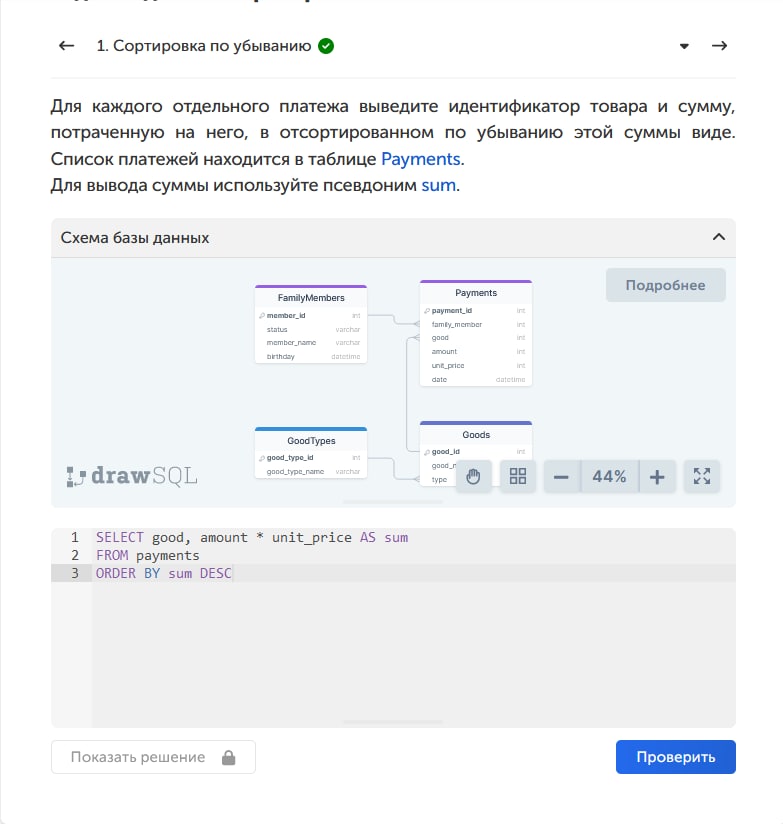 ← 1. Сортировка по убыванию →
Для каждого отдельного платежа выведите идентификатор товара и сумму,
потраченную на него, в отсортированном по убыванию этой суммы виде.
Список платежей находится в таблице Payments.
Для вывода суммы используйте псевдоним sum.
Схема базы данных
Подробнее
FamilyMembers
member_id int
status varchar
member_name varchar
birthday datetime
Payments
payment_id int
family_member int
good int
amount int
unit_price int
date datetime
GoodTypes
good_type_id int
good_type_name varchar
Goods
good_id int
type
drawSQL
44%
1 SELECT good, amount * unit_price AS sum
2 FROM payments
3 ORDER BY sum DESC
Показать решение
Проверить